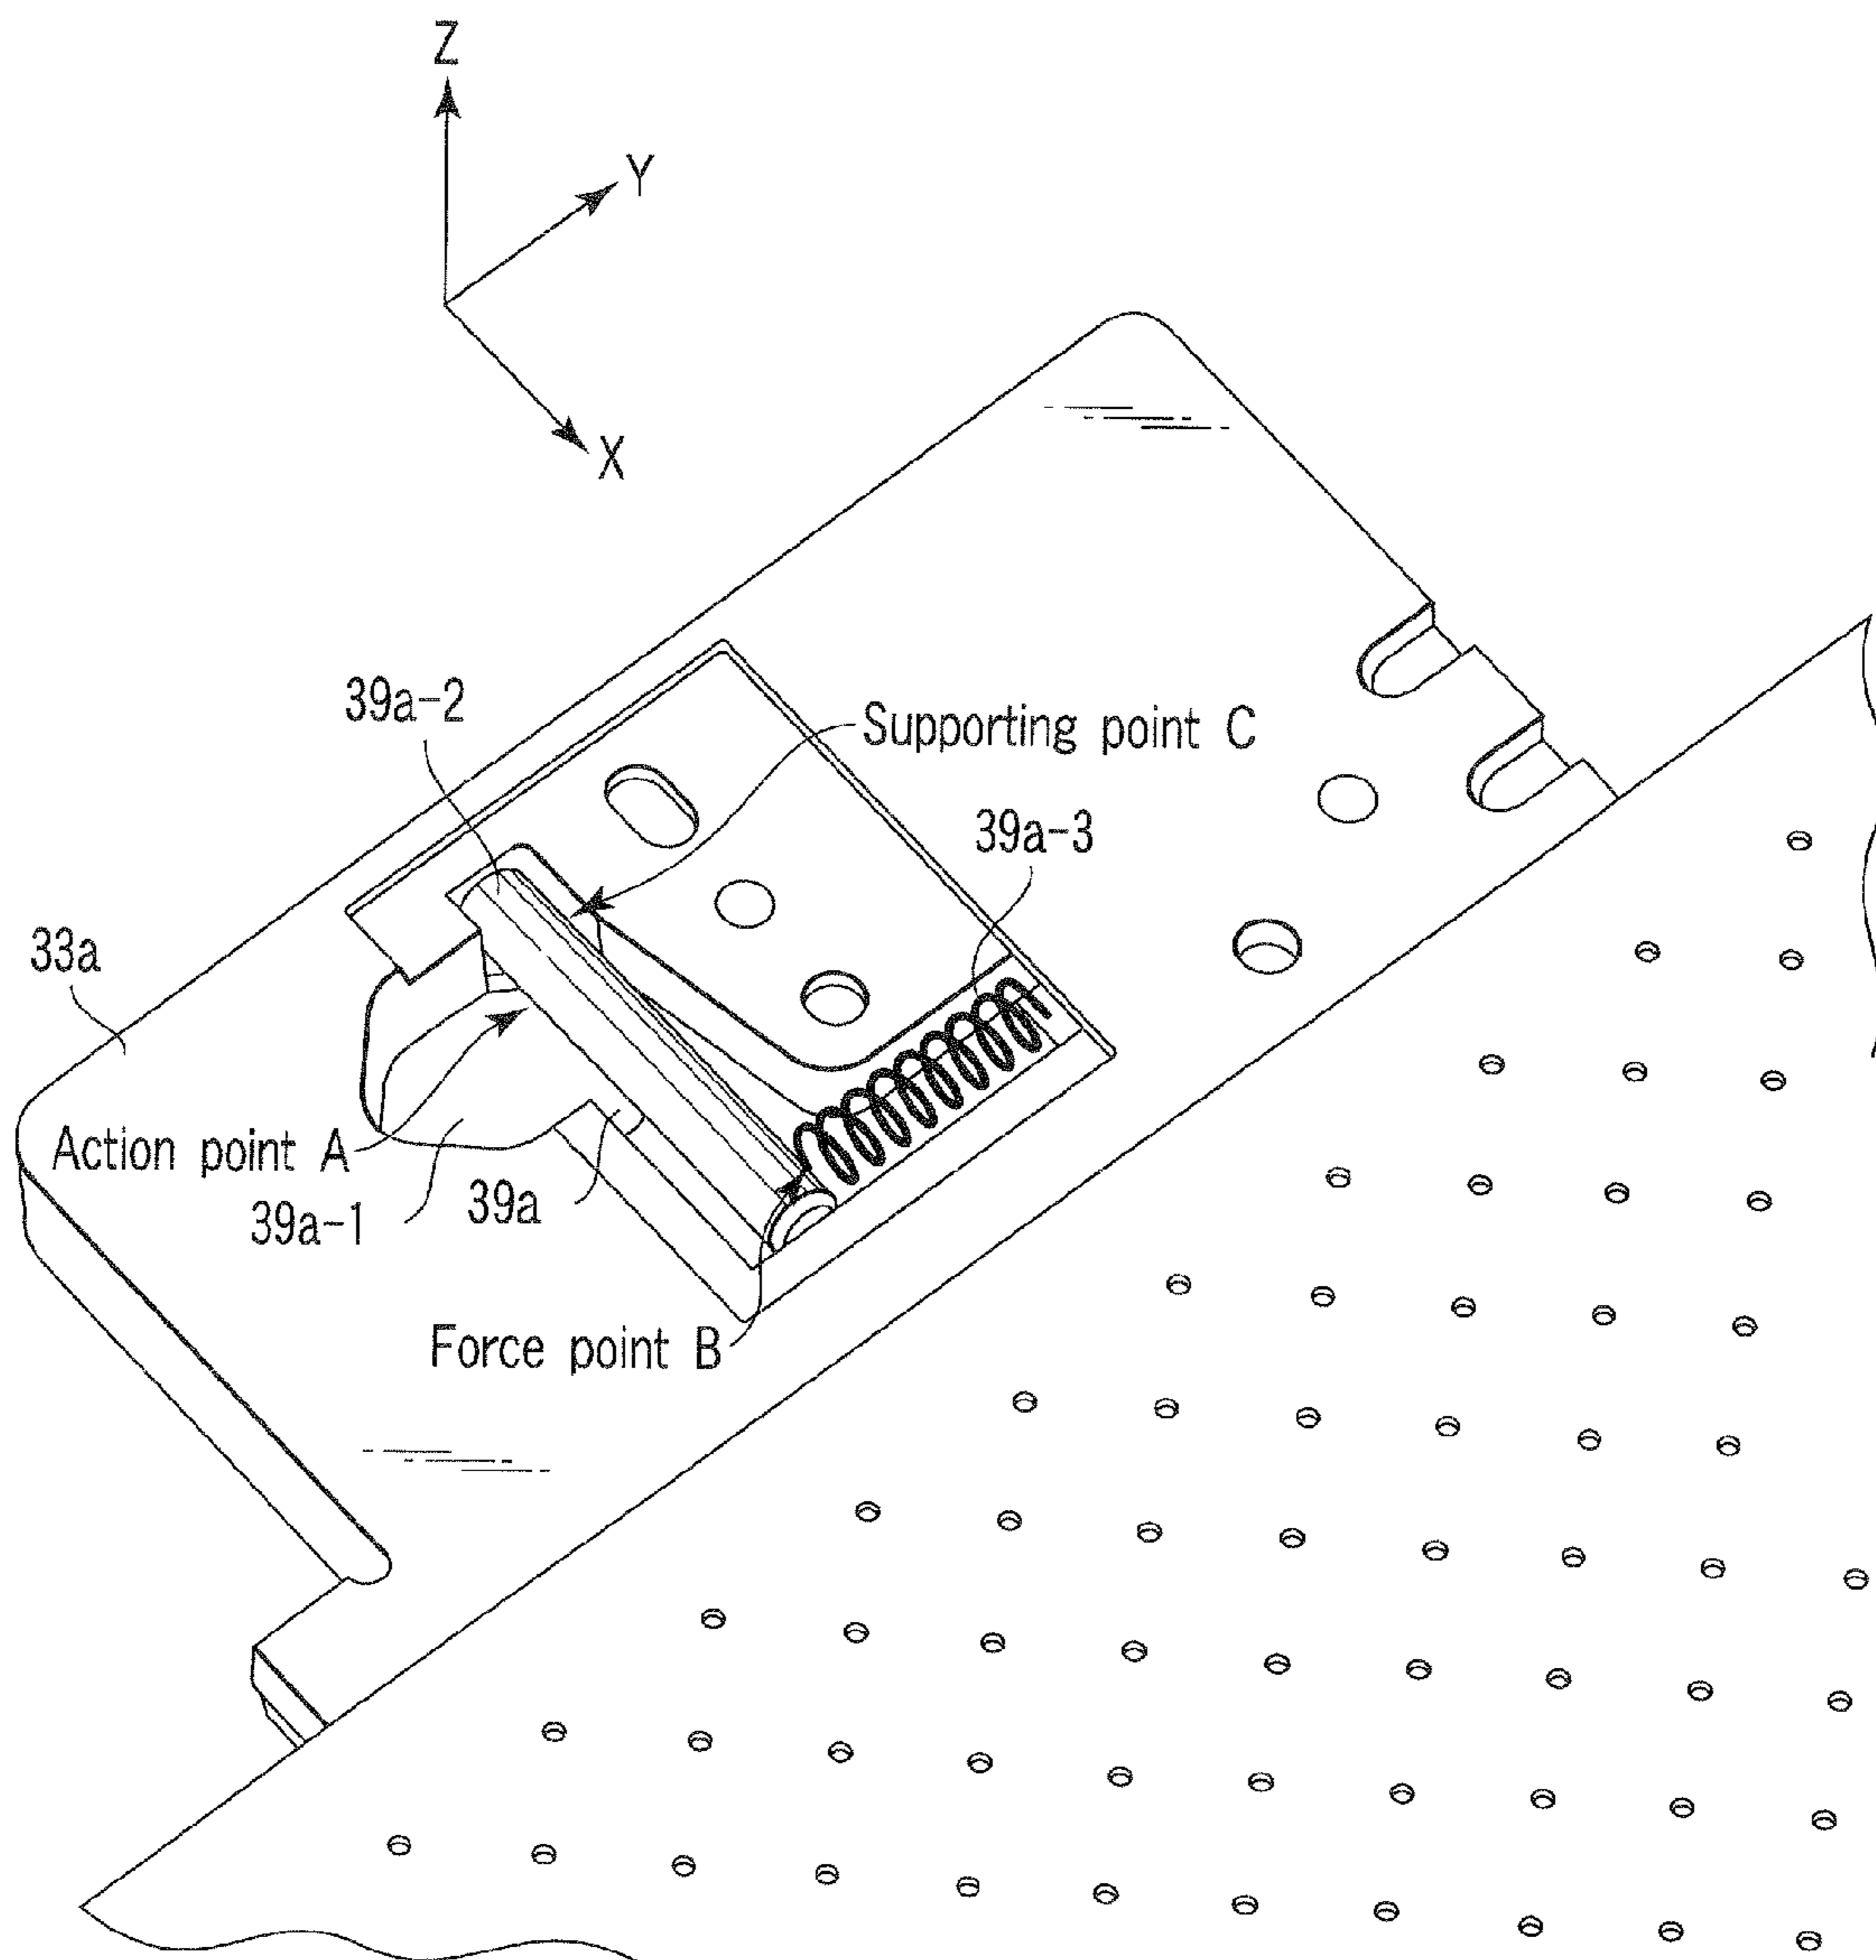 Z
Y
X
39a-2
Supporting point C
39a-3
33a
Action point A
39a-1
39a
Force point B